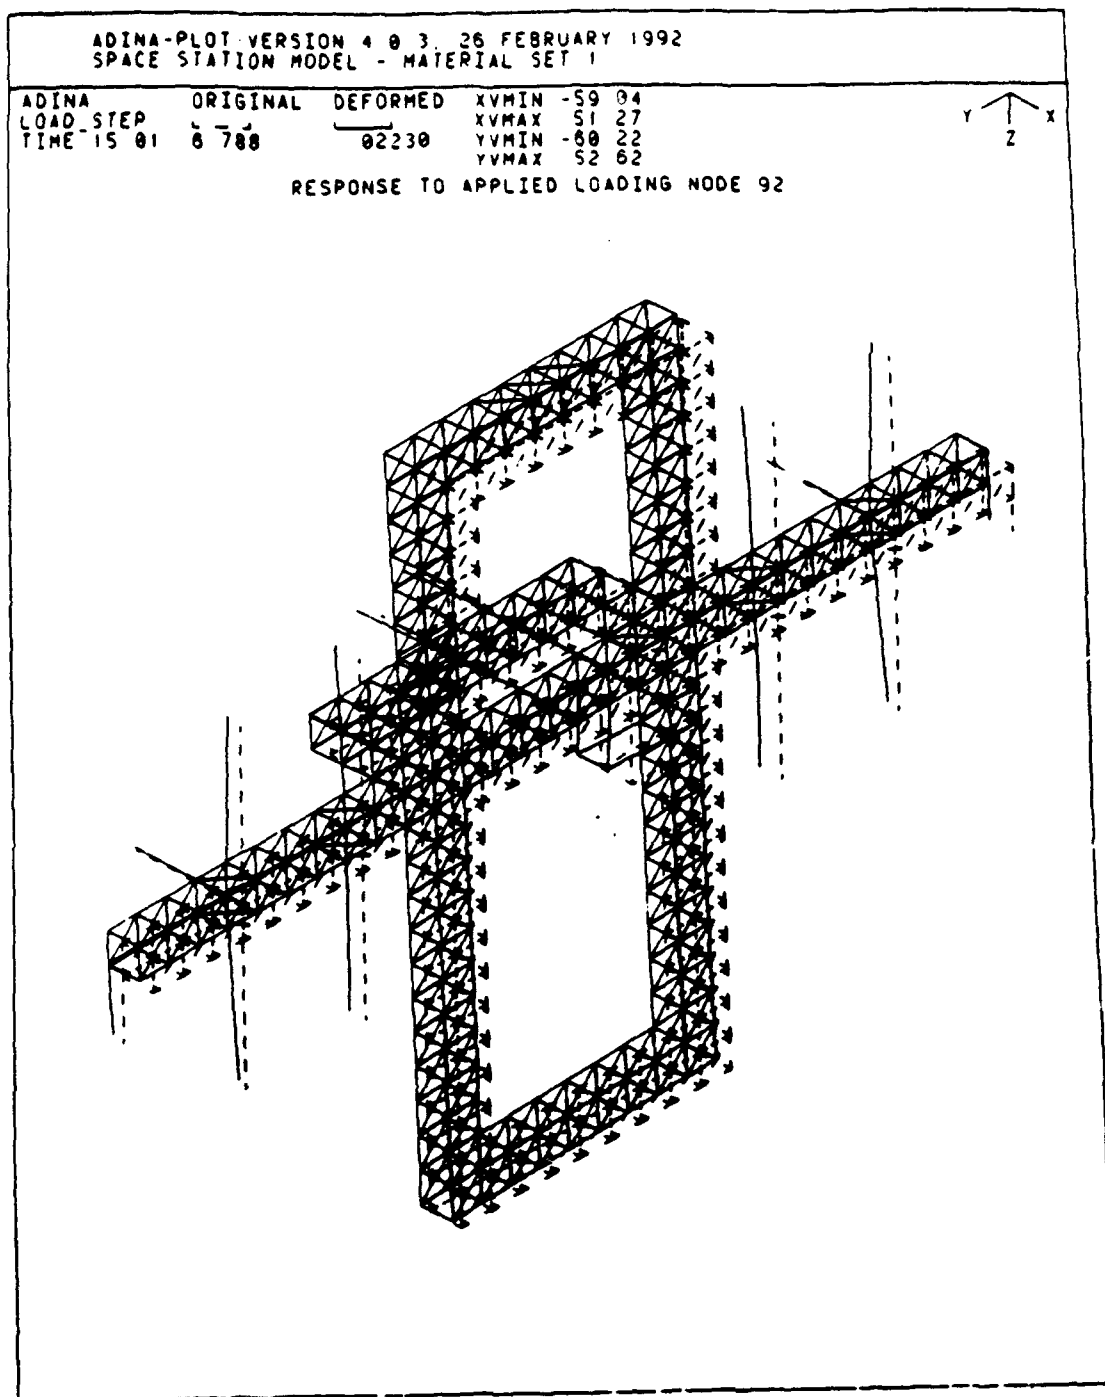 ADINA-PLOT VERSION 4 0 3, 26 FEBRUARY 1992
SPACE STATION MODEL - MATERIAL SET 1
ADINA ORIGINAL DEFORMED XVMIN -59 04
LOAD STEP XVMAX 51 27
TIME 15 01 6 788 02230 YVMIN -60 22
YVMAX 52 62
Y X
Z
RESPONSE TO APPLIED LOADING NODE 92